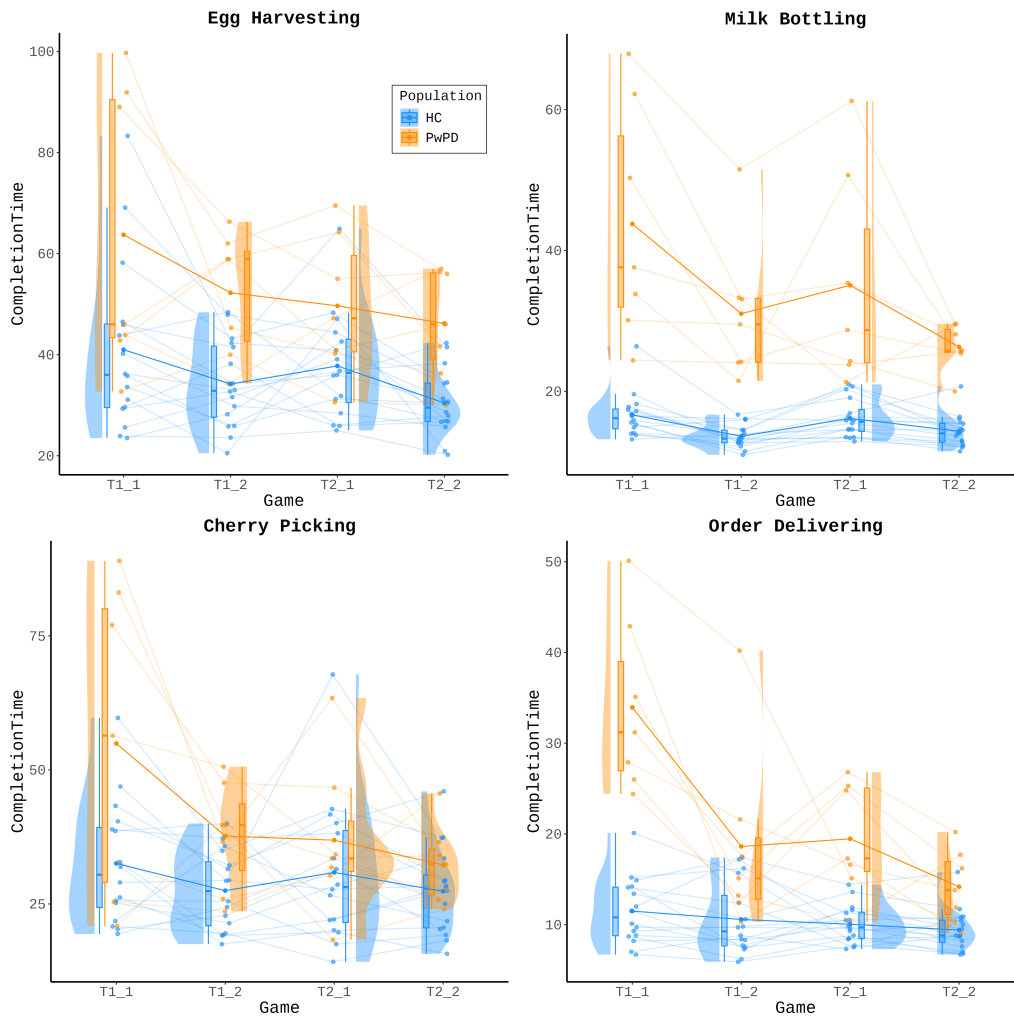 Egg Harvesting
CompletionTime
100
80
60
40
20
Population
HC
PwPD
T1_1 T1_2 T2_1 T2_2
Game
Milk Bottling
CompletionTime
60
40
20
T1_1 T1_2 T2_1 T2_2
Game
Cherry Picking
CompletionTime
75
50
25
T1_1 T1_2 T2_1 T2_2
Game
Order Delivering
CompletionTime
50
40
30
20
10
T1_1 T1_2 T2_1 T2_2
Game